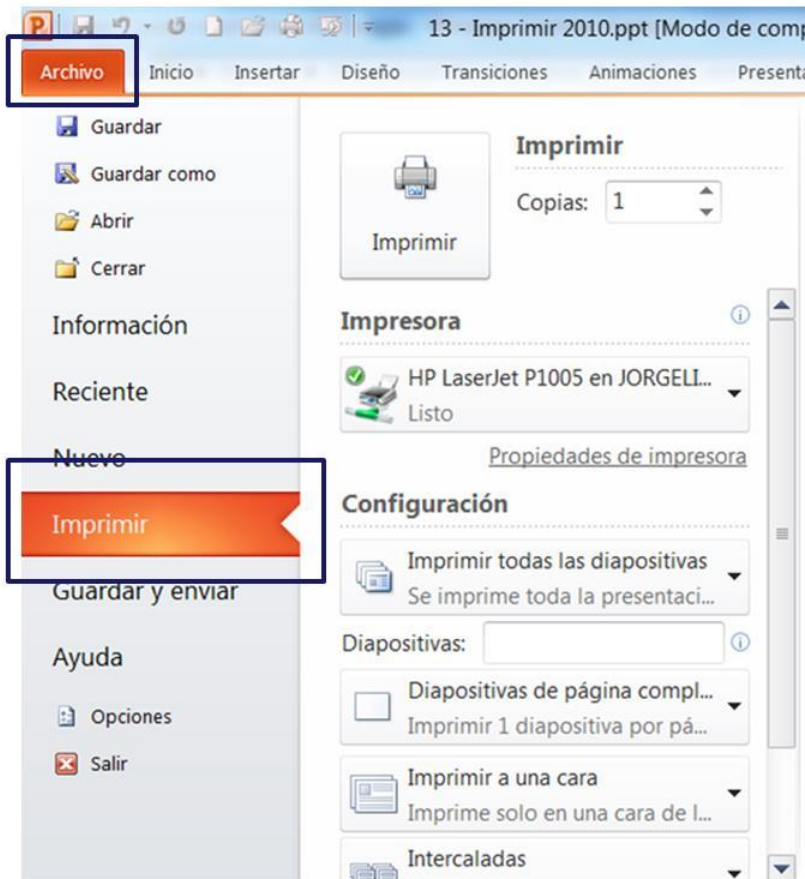 P 13 - Imprimir 2010.ppt [Modo de comp
Archivo Inicio Insertar Diseño Transiciones Animaciones Presenta
Guardar
Guardar como
Abrir
Cerrar
Información
Reciente
Nuevo
Imprimir
Guardar y enviar
Ayuda
Opciones
Salir
Imprimir
Imprimir
Copias: 1
Impresora
HP LaserJet P1005 en JORGELI...
Listo
Propiedades de impresora
Configuración
Imprimir todas las diapositivas
Se imprime toda la presentaci...
Diapositivas:
Diapositivas de página compl...
Imprimir 1 diapositiva por pá...
Imprimir a una cara
Imprime solo en una cara de l...
Intercaladas